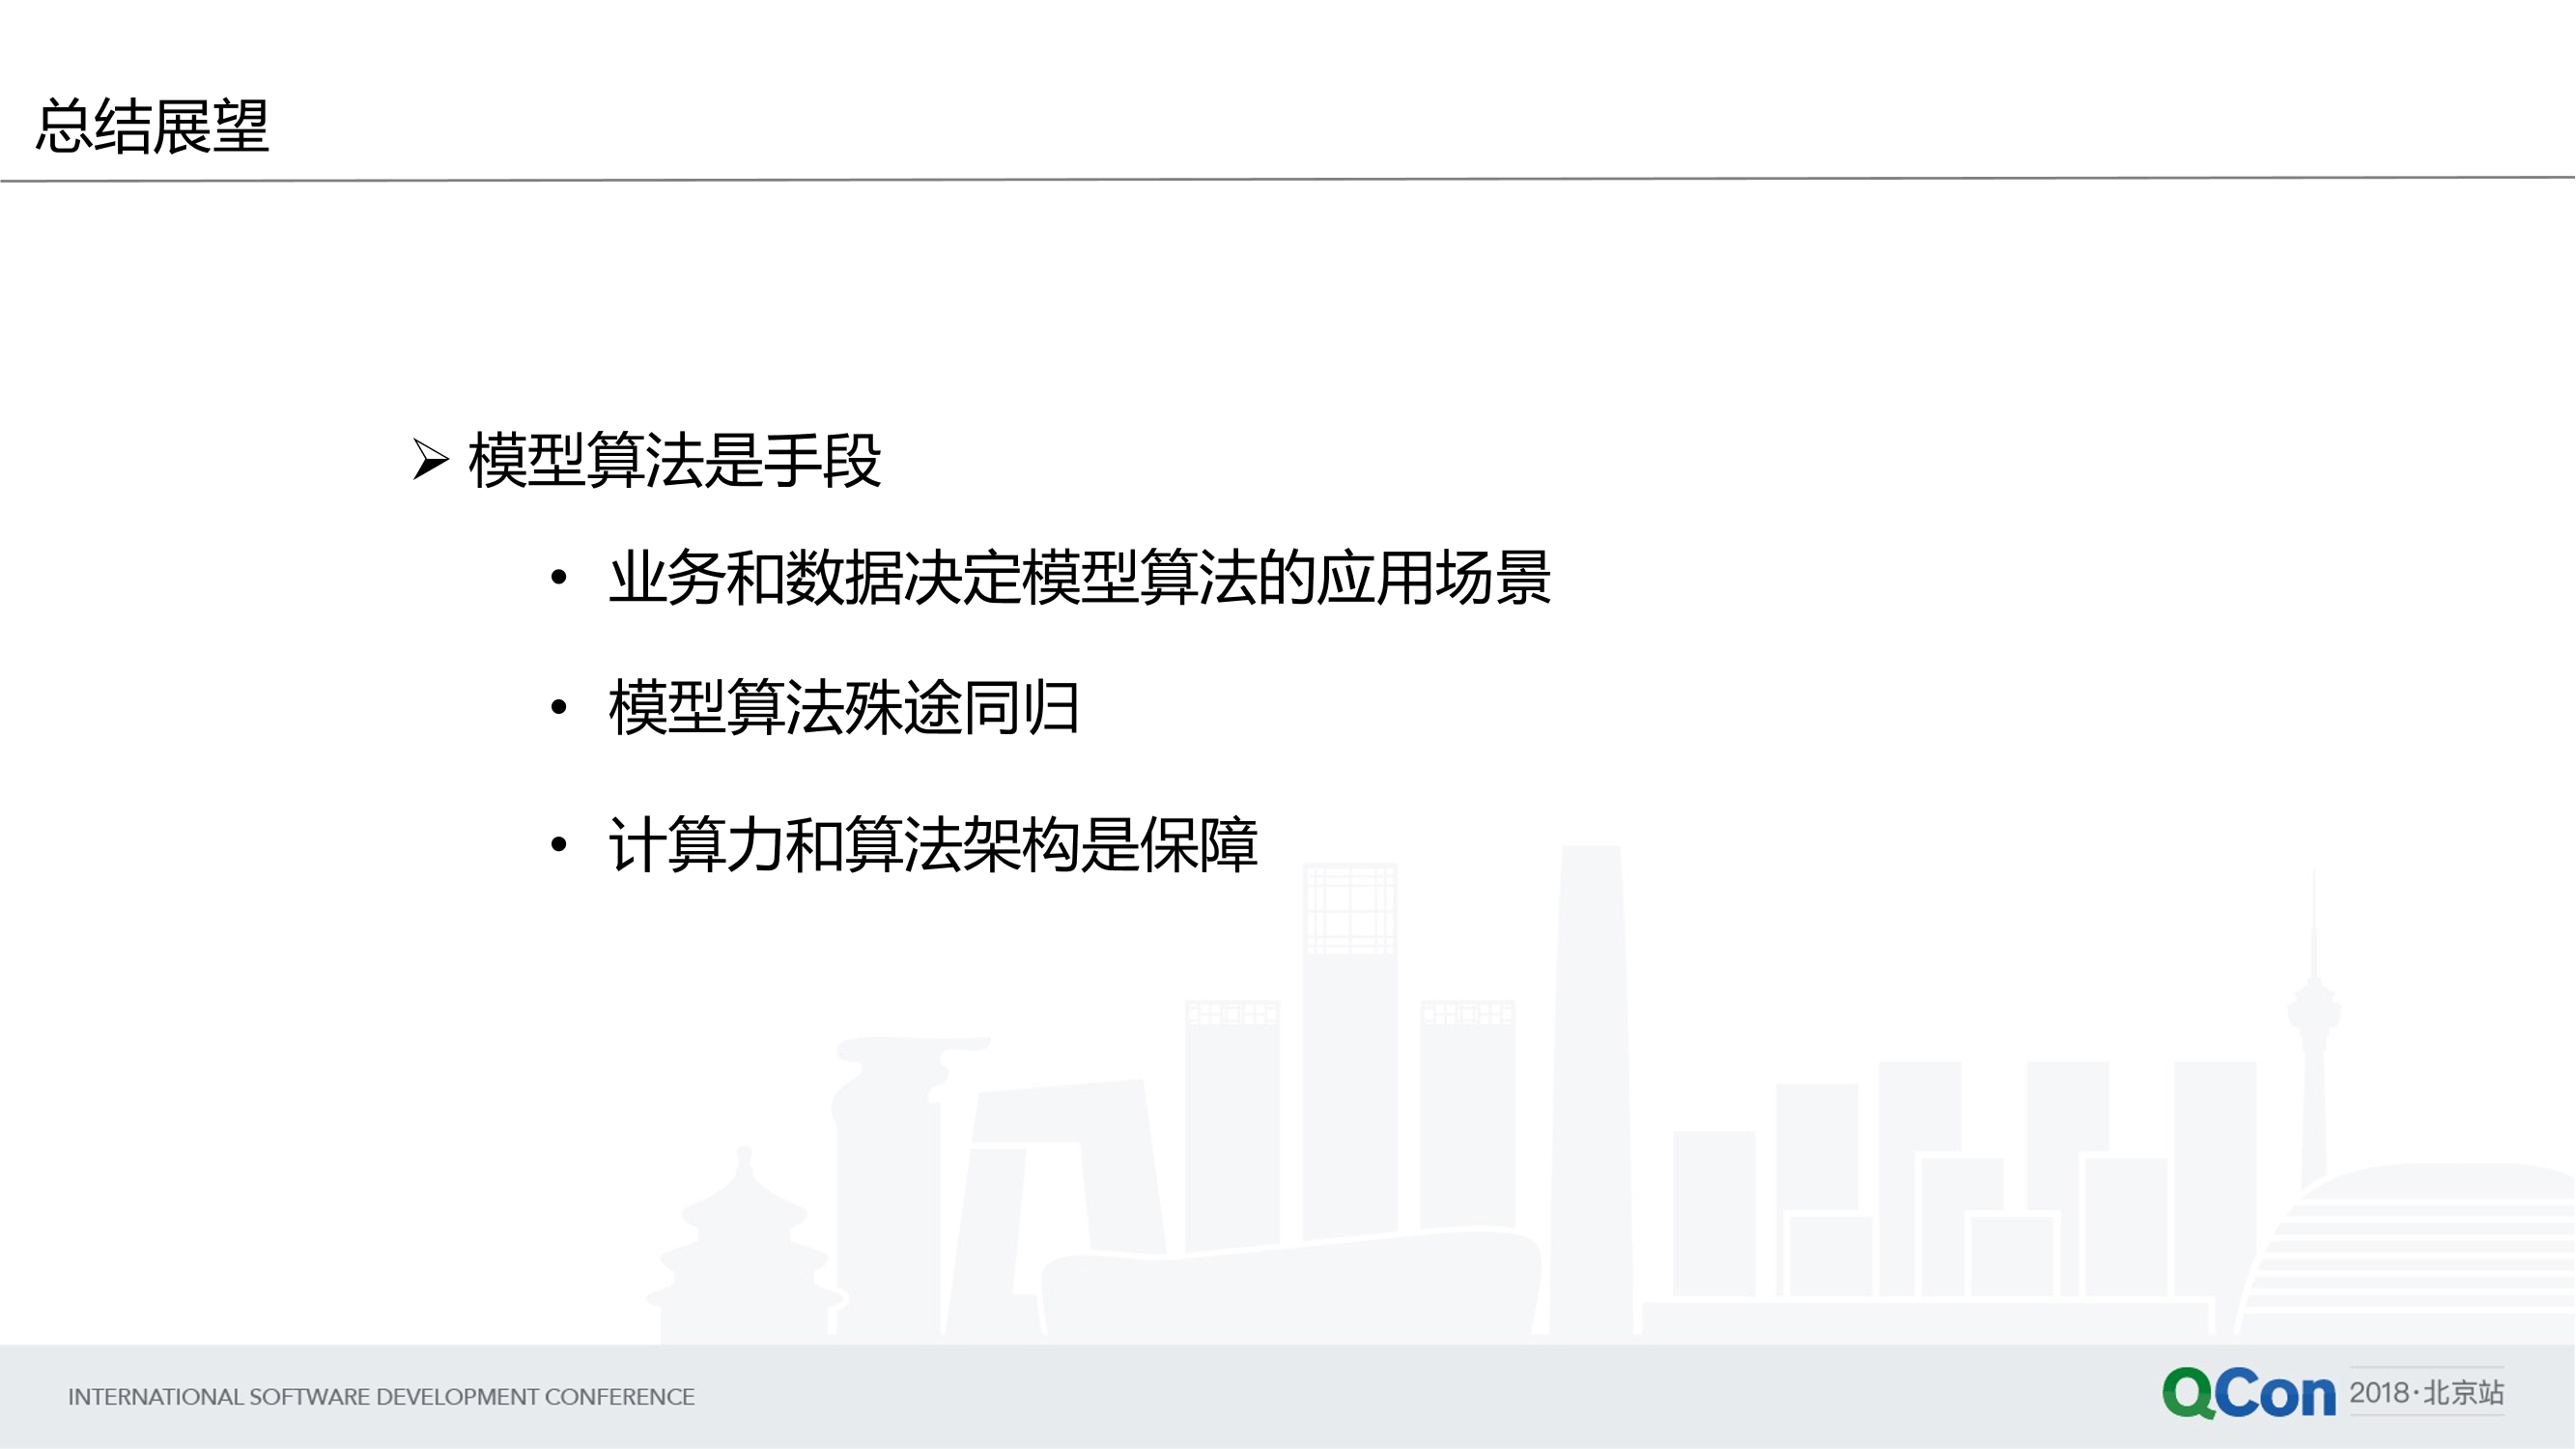 总结展望
➢ 模型算法是手段
• 业务和数据决定模型算法的应用场景
• 模型算法殊途同归
• 计算力和算法架构是保障
INTERNATIONAL SOFTWARE DEVELOPMENT CONFERENCE
QCon 2018·北京站